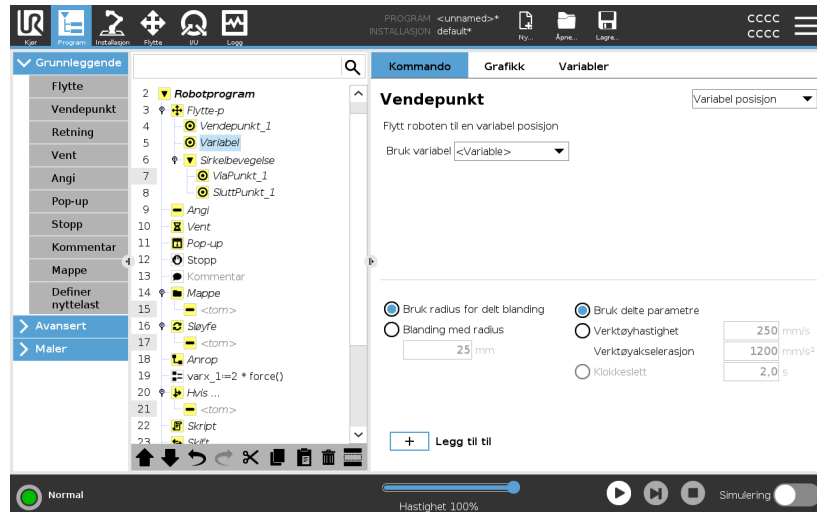 PROGRAM <unnamed>*
INSTALLASJON default*
Kjør Program Installasjon Flytte I/U Logg
Ny... Åpne... Lagre...
cccc
cccc
Grunnleggende
Flytte
Vendepunkt
Retning
Vent
Angi
Pop-up
Stopp
Kommentar
Mappe
Definer
nyttelast
Avansert
Maler
2 Robotprogram
3 Flytte-p
4 Vendepunkt_1
5 Variabel
6 Sirkelbevegelse
7 ViaPunkt_1
8 SluttPunkt_1
9 Angi
10 Vent
11 Pop-up
12 Stopp
13 Kommentar
14 Mappe
15 <tom>
16 Sløyfe
17 <tom>
18 Anrop
19 varx_1:=2 * force()
20 Hvis ...
21 <tom>
22 Skript
23 Skift
Kommando Grafikk Variabler
Vendepunkt
Variabel posisjon
Flytt roboten til en variabel posisjon
Bruk variabel <Variable>
Bruk radius for delt blanding
Blanding med radius
25 mm
Bruk delte parametre
Verktøyhastighet 250 mm/s
Verktøyakselerasjon 1200 mm/s²
Klokkeslett 2,0 s
+ Legg til til
Normal
Hastighet 100%
Simulering